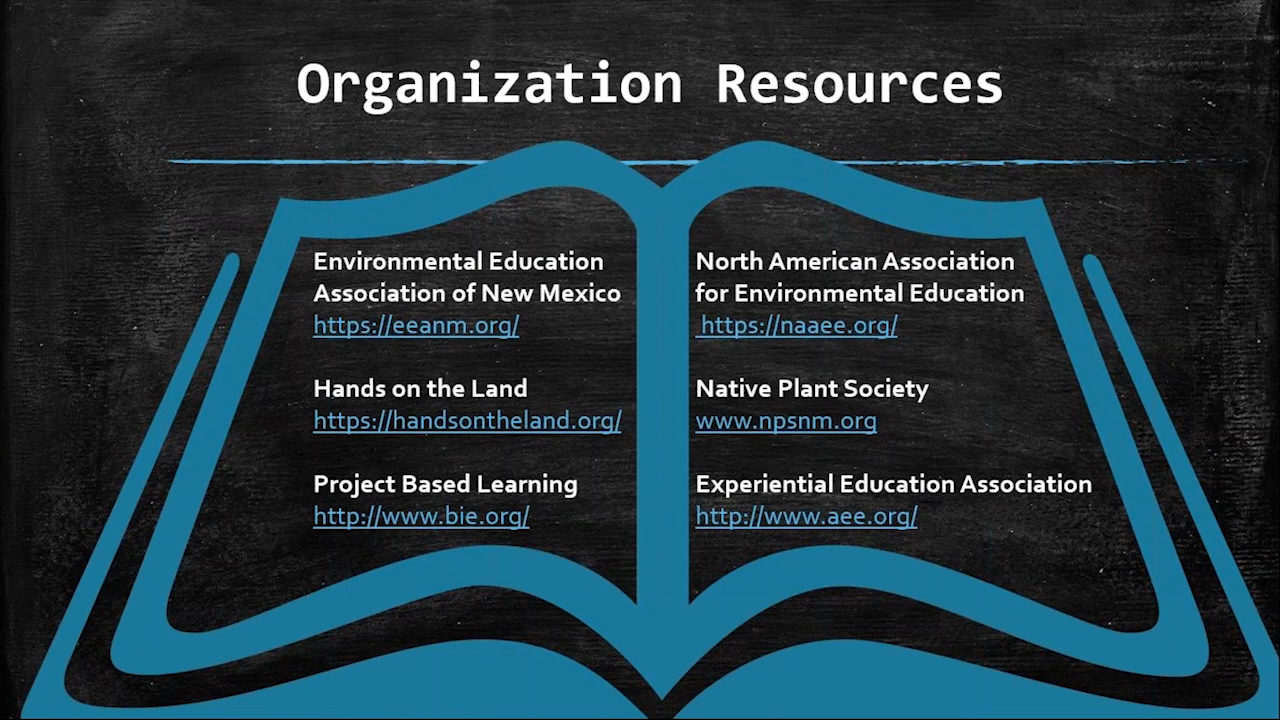 Organization Resources
Environmental Education
Association of New Mexico
https://eeanm.org/
Hands on the Land
https://handsontheland.org/
Project Based Learning
http://www.bie.org/
North American Association
for Environmental Education
https://naaee.org/
Native Plant Society
www.npsnm.org
Experiential Education Association
http://www.aee.org/